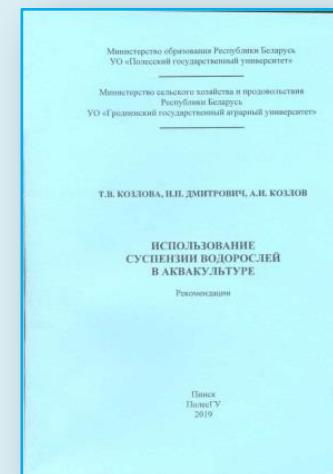 Министерство образования Республики Беларусь
УО «Полесский государственный университет»
Министерство сельского хозяйства и продовольствия
Республики Беларусь
УО «Гродненский государственный аграрный университет»
Т.В. КОЗЛОВА, Н.П. ДМИТРОВИЧ, А.И. КОЗЛОВ
ИСПОЛЬЗОВАНИЕ
СУСПЕНЗИИ ВОДОРОСЛЕЙ
В АКВАКУЛЬТУРЕ
Рекомендации
Пинск
ПолесГУ
2019